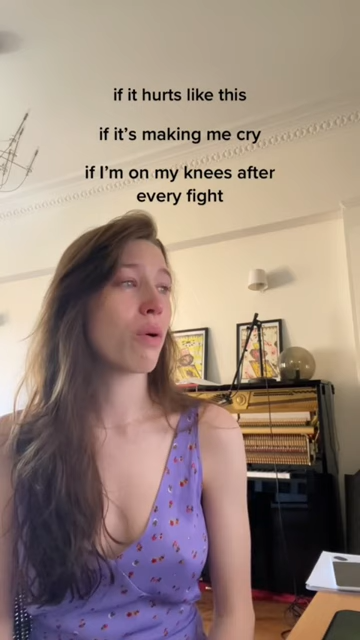 if it hurts like this
if it's making me cry
if I'm on my knees after
every fight